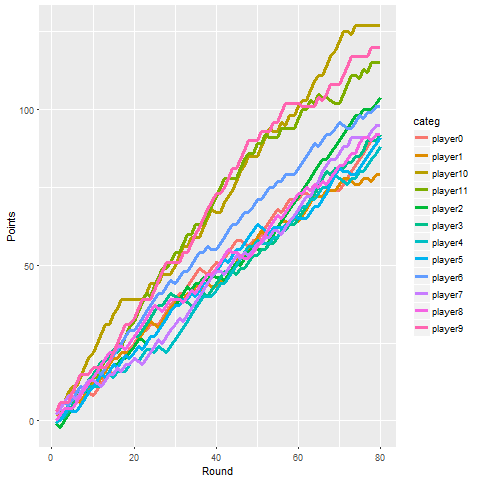 100
50
0
Points
0
20
40
60
80
Round
categ
player0
player1
player10
player11
player2
player3
player4
player5
player6
player7
player8
player9